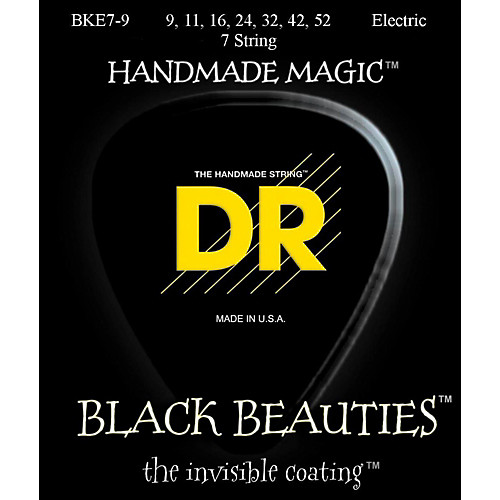 BKE7-9 9, 11, 16, 24, 32, 42, 52 Electric
7 String
HANDMADE MAGIC™
THE HANDMADE STRING™
DR
MADE IN U.S.A.
BLACK BEAUTIES™
the invisible coating™